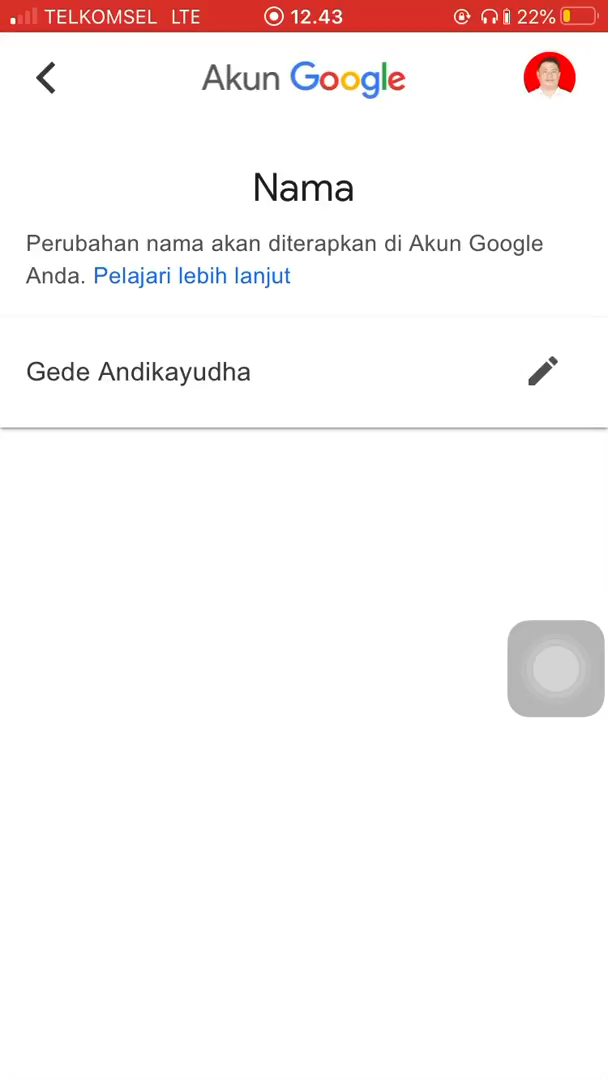 TELKOMSEL LTE 12.43 22%
Akun Google
Nama
Perubahan nama akan diterapkan di Akun Google
Anda. Pelajari lebih lanjut
Gede Andikayudha